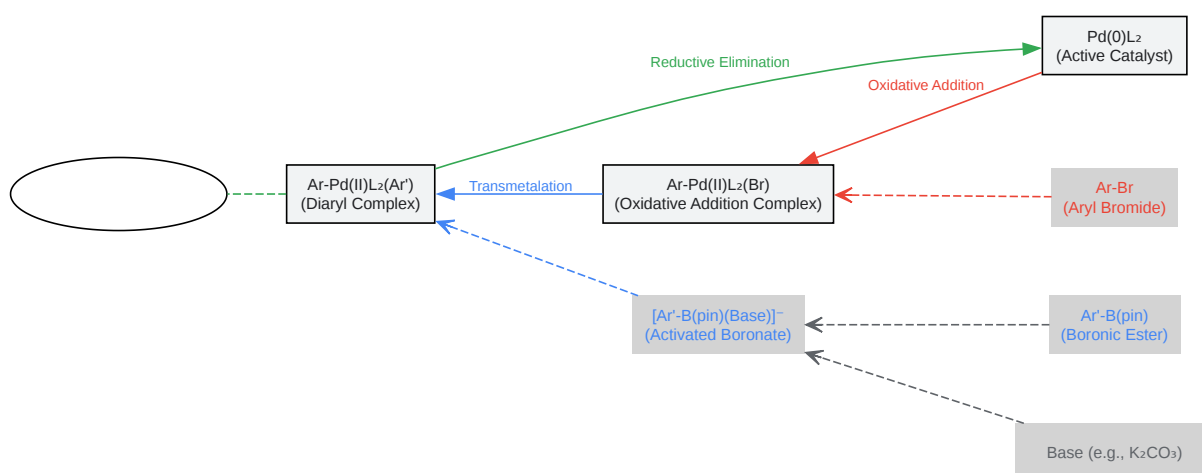 Pd(0)L₂
(Active Catalyst)
Reductive Elimination
Oxidative Addition
Ar-Pd(II)L₂(Ar')
(Diaryl Complex)
Transmetalation
Ar-Pd(II)L₂(Br)
(Oxidative Addition Complex)
Ar-Br
(Aryl Bromide)
[Ar'-B(pin)(Base)]⁻
(Activated Boronate)
Ar'-B(pin)
(Boronic Ester)
Base (e.g., K₂CO₃)